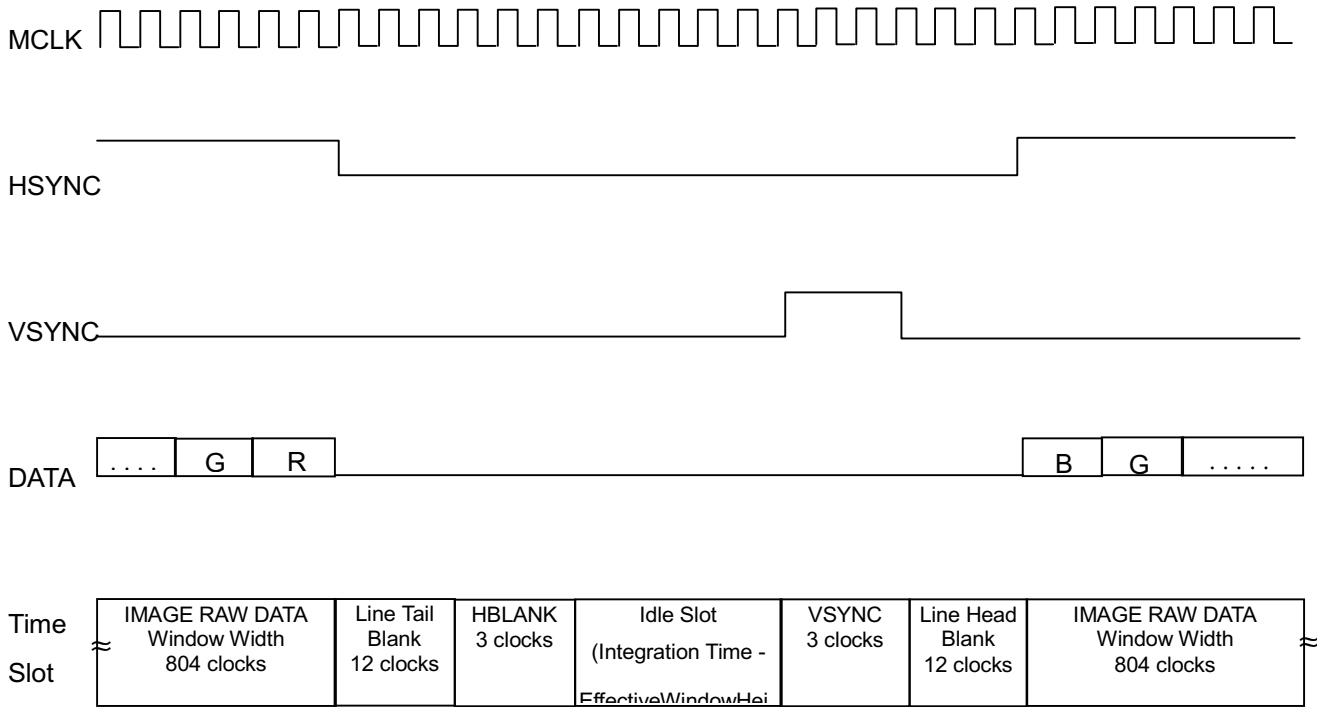 MCLK
HSYNC
VSYNC
. . . . G R B G . . . . .
DATA
Time
Slot
IMAGE RAW DATA
Window Width
804 clocks
Line Tail
Blank
12 clocks
HBLANK
3 clocks
Idle Slot
(Integration Time -
EffectiveWindowHei
VSYNC
3 clocks
Line Head
Blank
12 clocks
IMAGE RAW DATA
Window Width
804 clocks